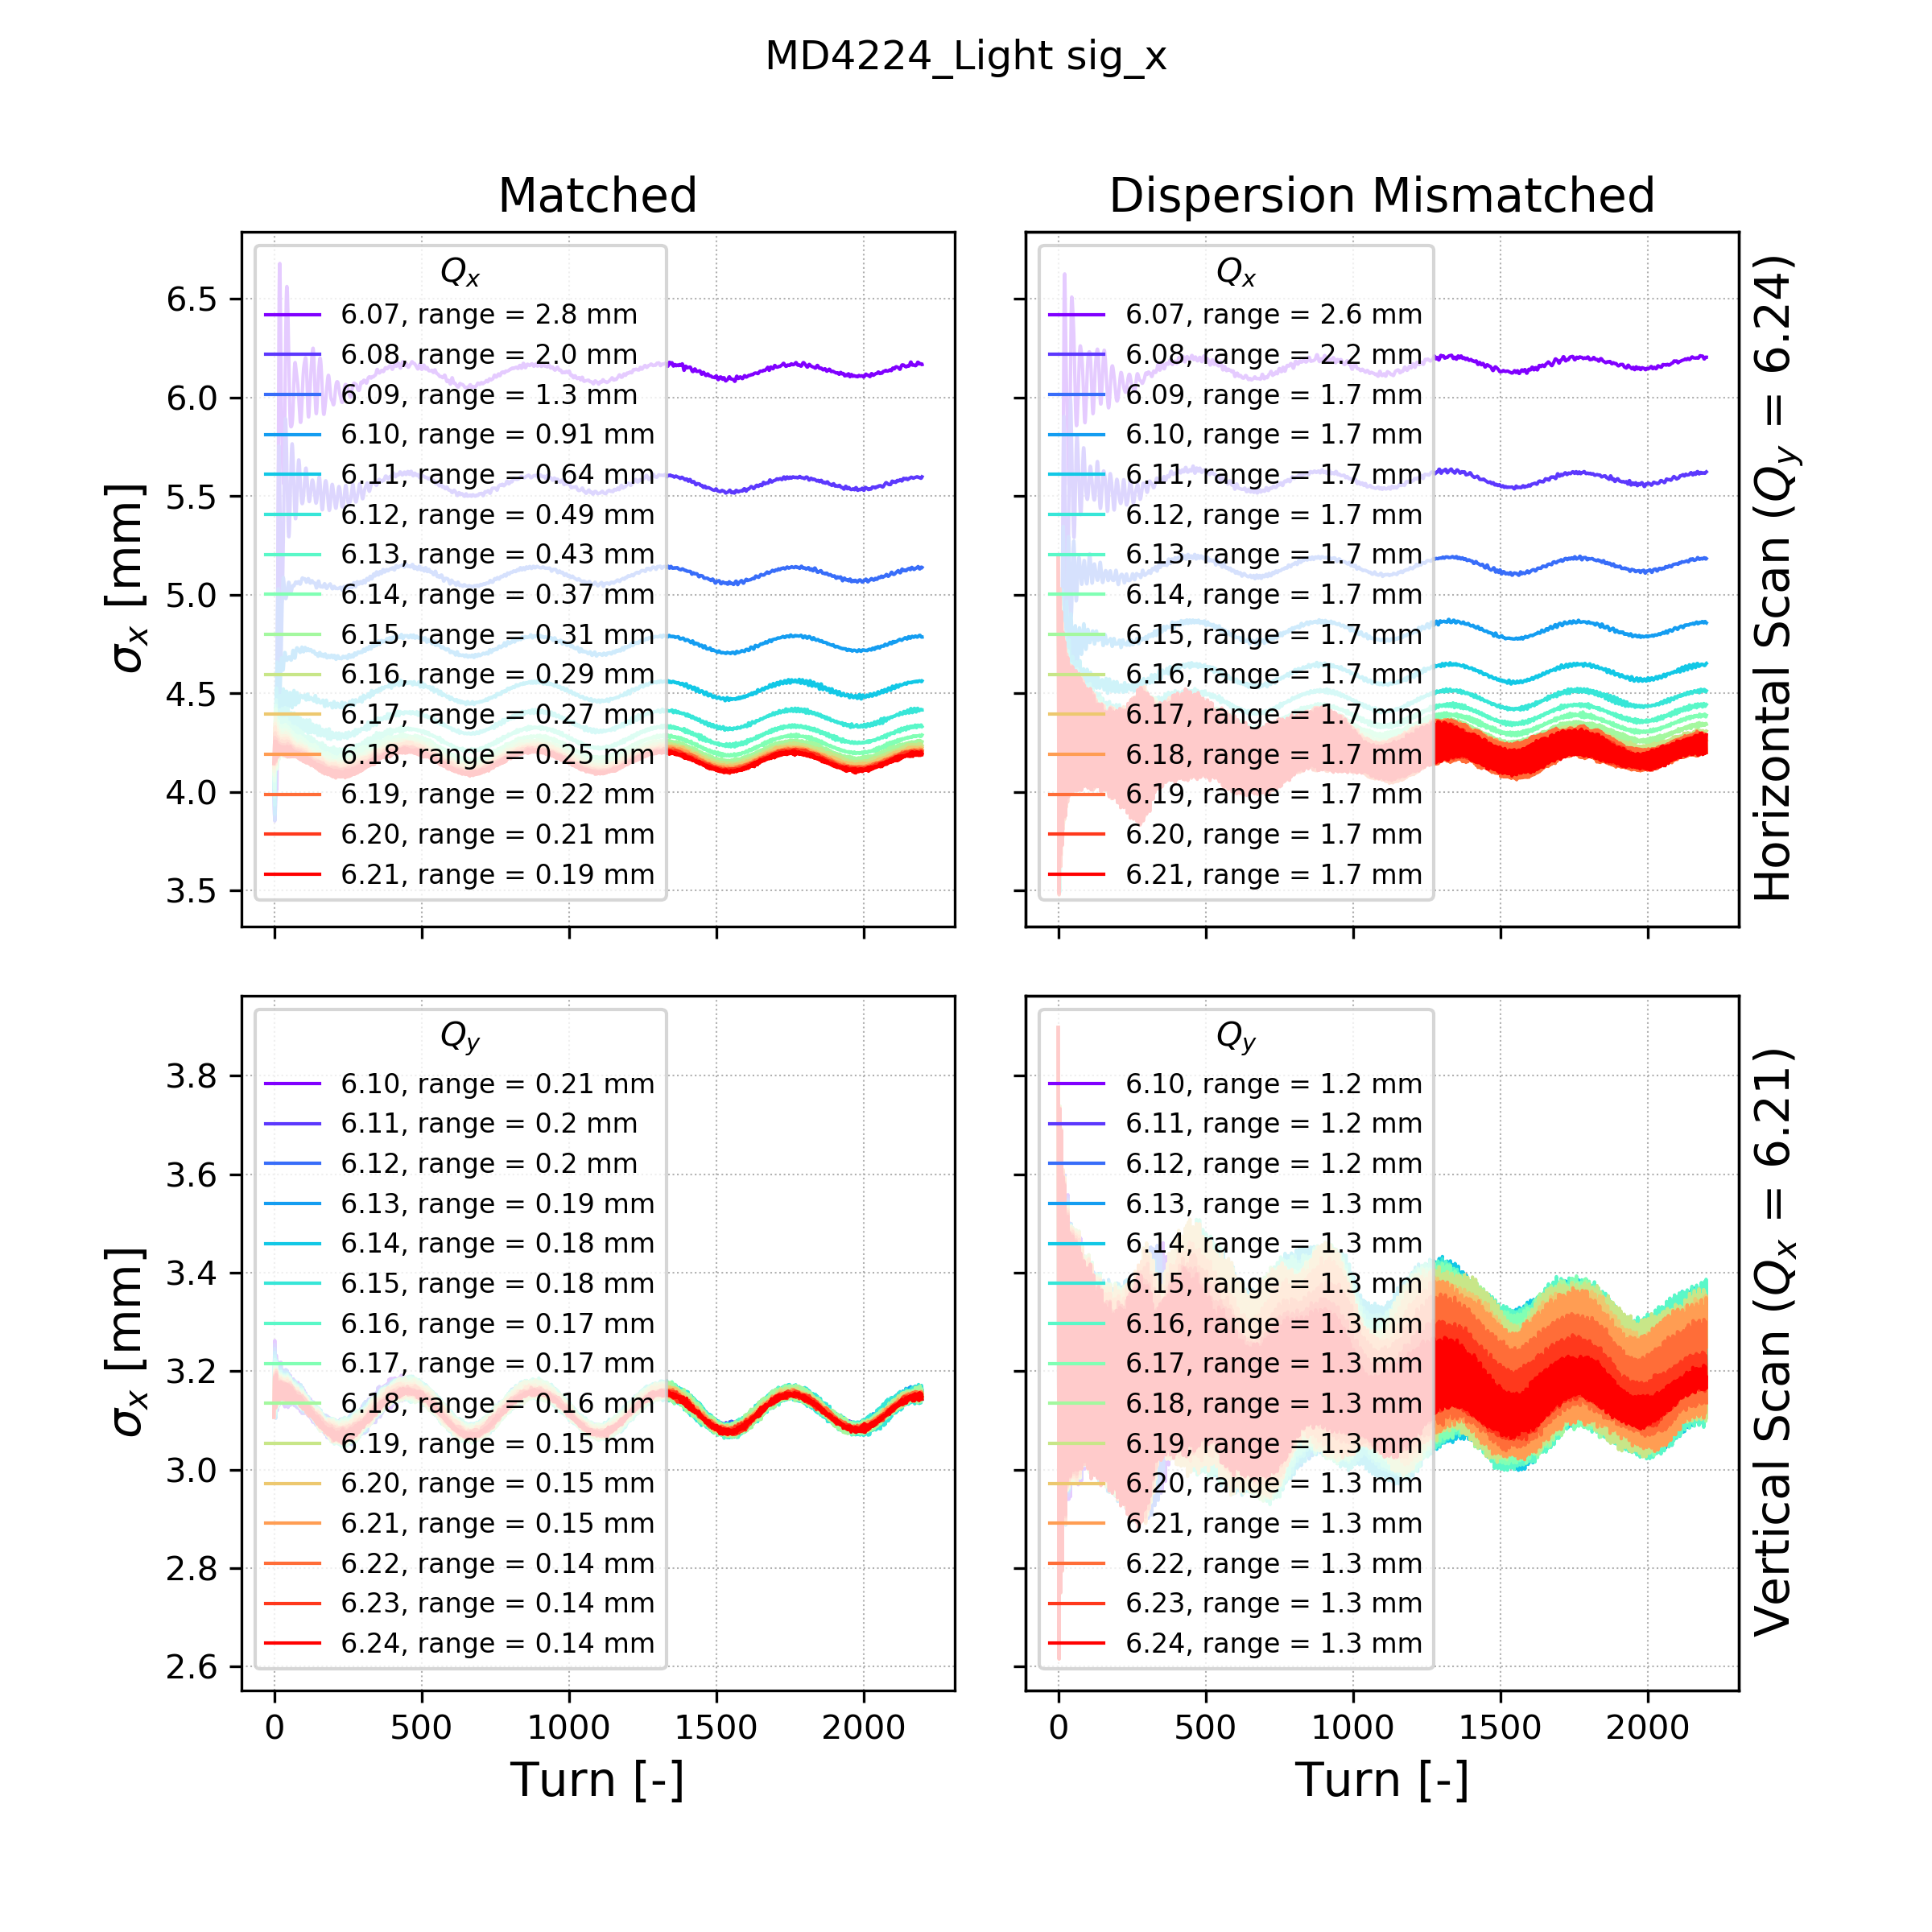 MD4224_Light sig_x
Matched
Dispersion Mismatched
Qx
6.07, range = 2.8 mm
6.08, range = 2.0 mm
6.09, range = 1.3 mm
6.10, range = 0.91 mm
6.11, range = 0.64 mm
6.12, range = 0.49 mm
6.13, range = 0.43 mm
6.14, range = 0.37 mm
6.15, range = 0.31 mm
6.16, range = 0.29 mm
6.17, range = 0.27 mm
6.18, range = 0.25 mm
6.19, range = 0.22 mm
6.20, range = 0.21 mm
6.21, range = 0.19 mm
6.5
6.0
5.5
5.0
4.5
4.0
3.5
σx [mm]
Qx
6.07, range = 2.6 mm
6.08, range = 2.2 mm
6.09, range = 1.7 mm
6.10, range = 1.7 mm
6.11, range = 1.7 mm
6.12, range = 1.7 mm
6.13, range = 1.7 mm
6.14, range = 1.7 mm
6.15, range = 1.7 mm
6.16, range = 1.7 mm
6.17, range = 1.7 mm
6.18, range = 1.7 mm
6.19, range = 1.7 mm
6.20, range = 1.7 mm
6.21, range = 1.7 mm
Horizontal Scan (Qy = 6.24)
Qy
6.10, range = 0.21 mm
6.11, range = 0.2 mm
6.12, range = 0.2 mm
6.13, range = 0.19 mm
6.14, range = 0.18 mm
6.15, range = 0.18 mm
6.16, range = 0.17 mm
6.17, range = 0.17 mm
6.18, range = 0.16 mm
6.19, range = 0.15 mm
6.20, range = 0.15 mm
6.21, range = 0.15 mm
6.22, range = 0.14 mm
6.23, range = 0.14 mm
6.24, range = 0.14 mm
3.8
3.6
3.4
3.2
3.0
2.8
2.6
σx [mm]
0 500 1000 1500 2000
Turn [-]
Qy
6.10, range = 1.2 mm
6.11, range = 1.2 mm
6.12, range = 1.2 mm
6.13, range = 1.3 mm
6.14, range = 1.3 mm
6.15, range = 1.3 mm
6.16, range = 1.3 mm
6.17, range = 1.3 mm
6.18, range = 1.3 mm
6.19, range = 1.3 mm
6.20, range = 1.3 mm
6.21, range = 1.3 mm
6.22, range = 1.3 mm
6.23, range = 1.3 mm
6.24, range = 1.3 mm
0 500 1000 1500 2000
Turn [-]
Vertical Scan (Qx = 6.21)